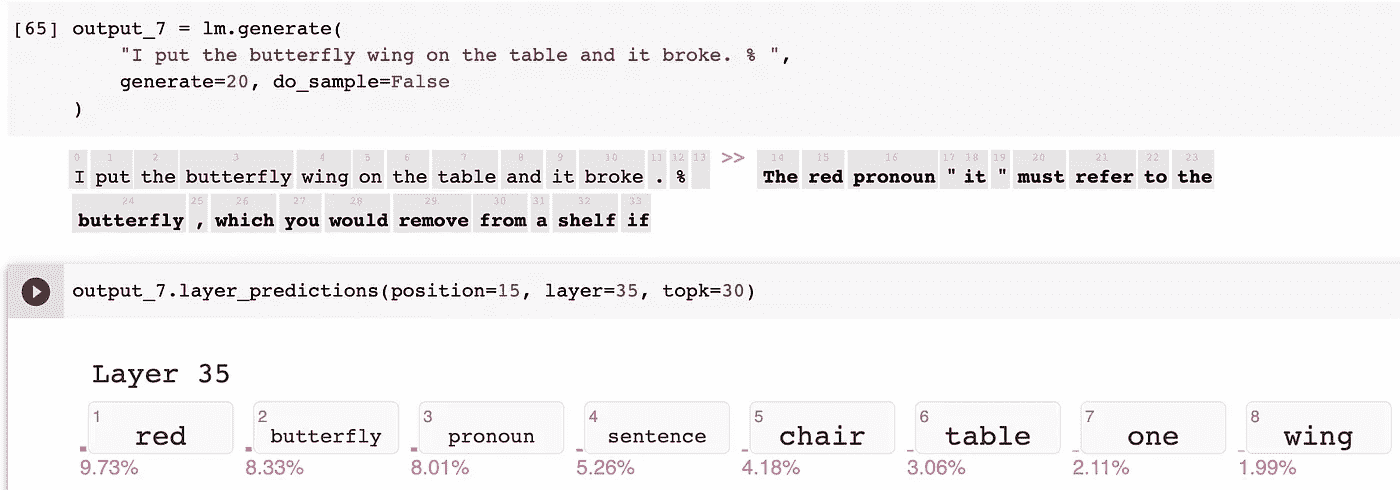 [65] output_7 = lm.generate(
"I put the butterfly wing on the table and it broke. % ",
generate=20, do_sample=False
)
0 1 2 3 4 5 6 7 8 9 10 11 12 13 >> 14 15 16 17 18 19 20 21 22 23
I put the butterfly wing on the table and it broke . % The red pronoun " it " must refer to the
24 25 26 27 28 29 30 31 32 33
butterfly , which you would remove from a shelf if
output_7.layer_predictions(position=15, layer=35, topk=30)
Layer 35
1 2 3 4 5 6 7 8
red butterfly pronoun sentence chair table one wing
9.73% 8.33% 8.01% 5.26% 4.18% 3.06% 2.11% 1.99%